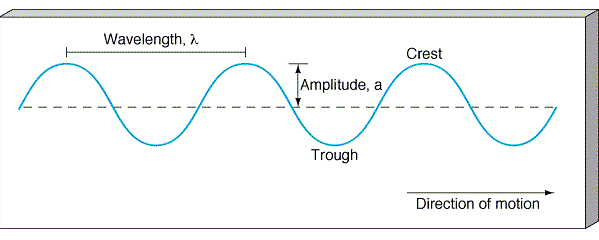 Wavelength, λ
Crest
Amplitude, a
Trough
Direction of motion